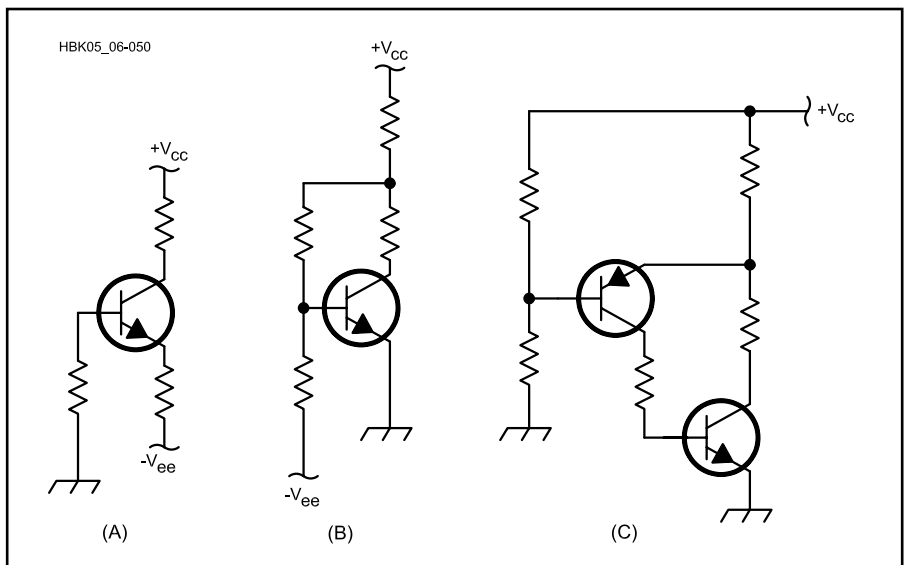 HBK05_06-050
+Vcc
-Vee
(A)
+Vcc
-Vee
(B)
+Vcc
(C)